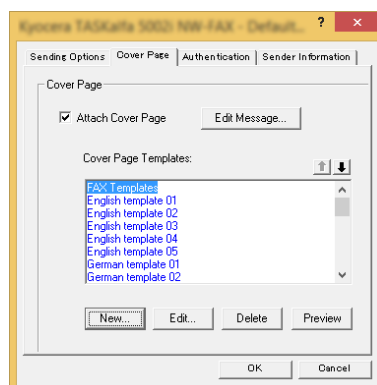 Kyocera TASKalfa 5002i NW-FAX - Default...
?
Sending Options Cover Page Authentication Sender Information
Cover Page
Attach Cover Page Edit Message...
Cover Page Templates:
FAX Templates
English template 01
English template 02
English template 03
English template 04
English template 05
German template 01
German template 02
New... Edit... Delete Preview
OK Cancel